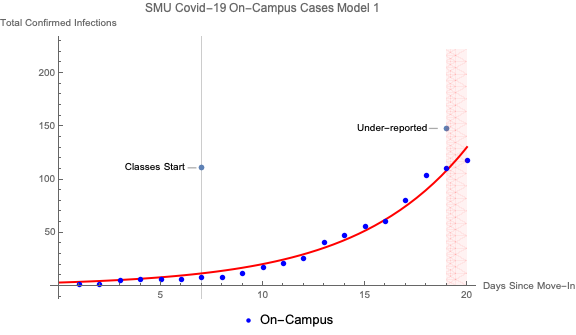 SMU Covid-19 On-Campus Cases Model 1
Total Confirmed Infections
200
150
Under-reported
Classes Start
100
50
5
10
15
20
Days Since Move-In
On-Campus